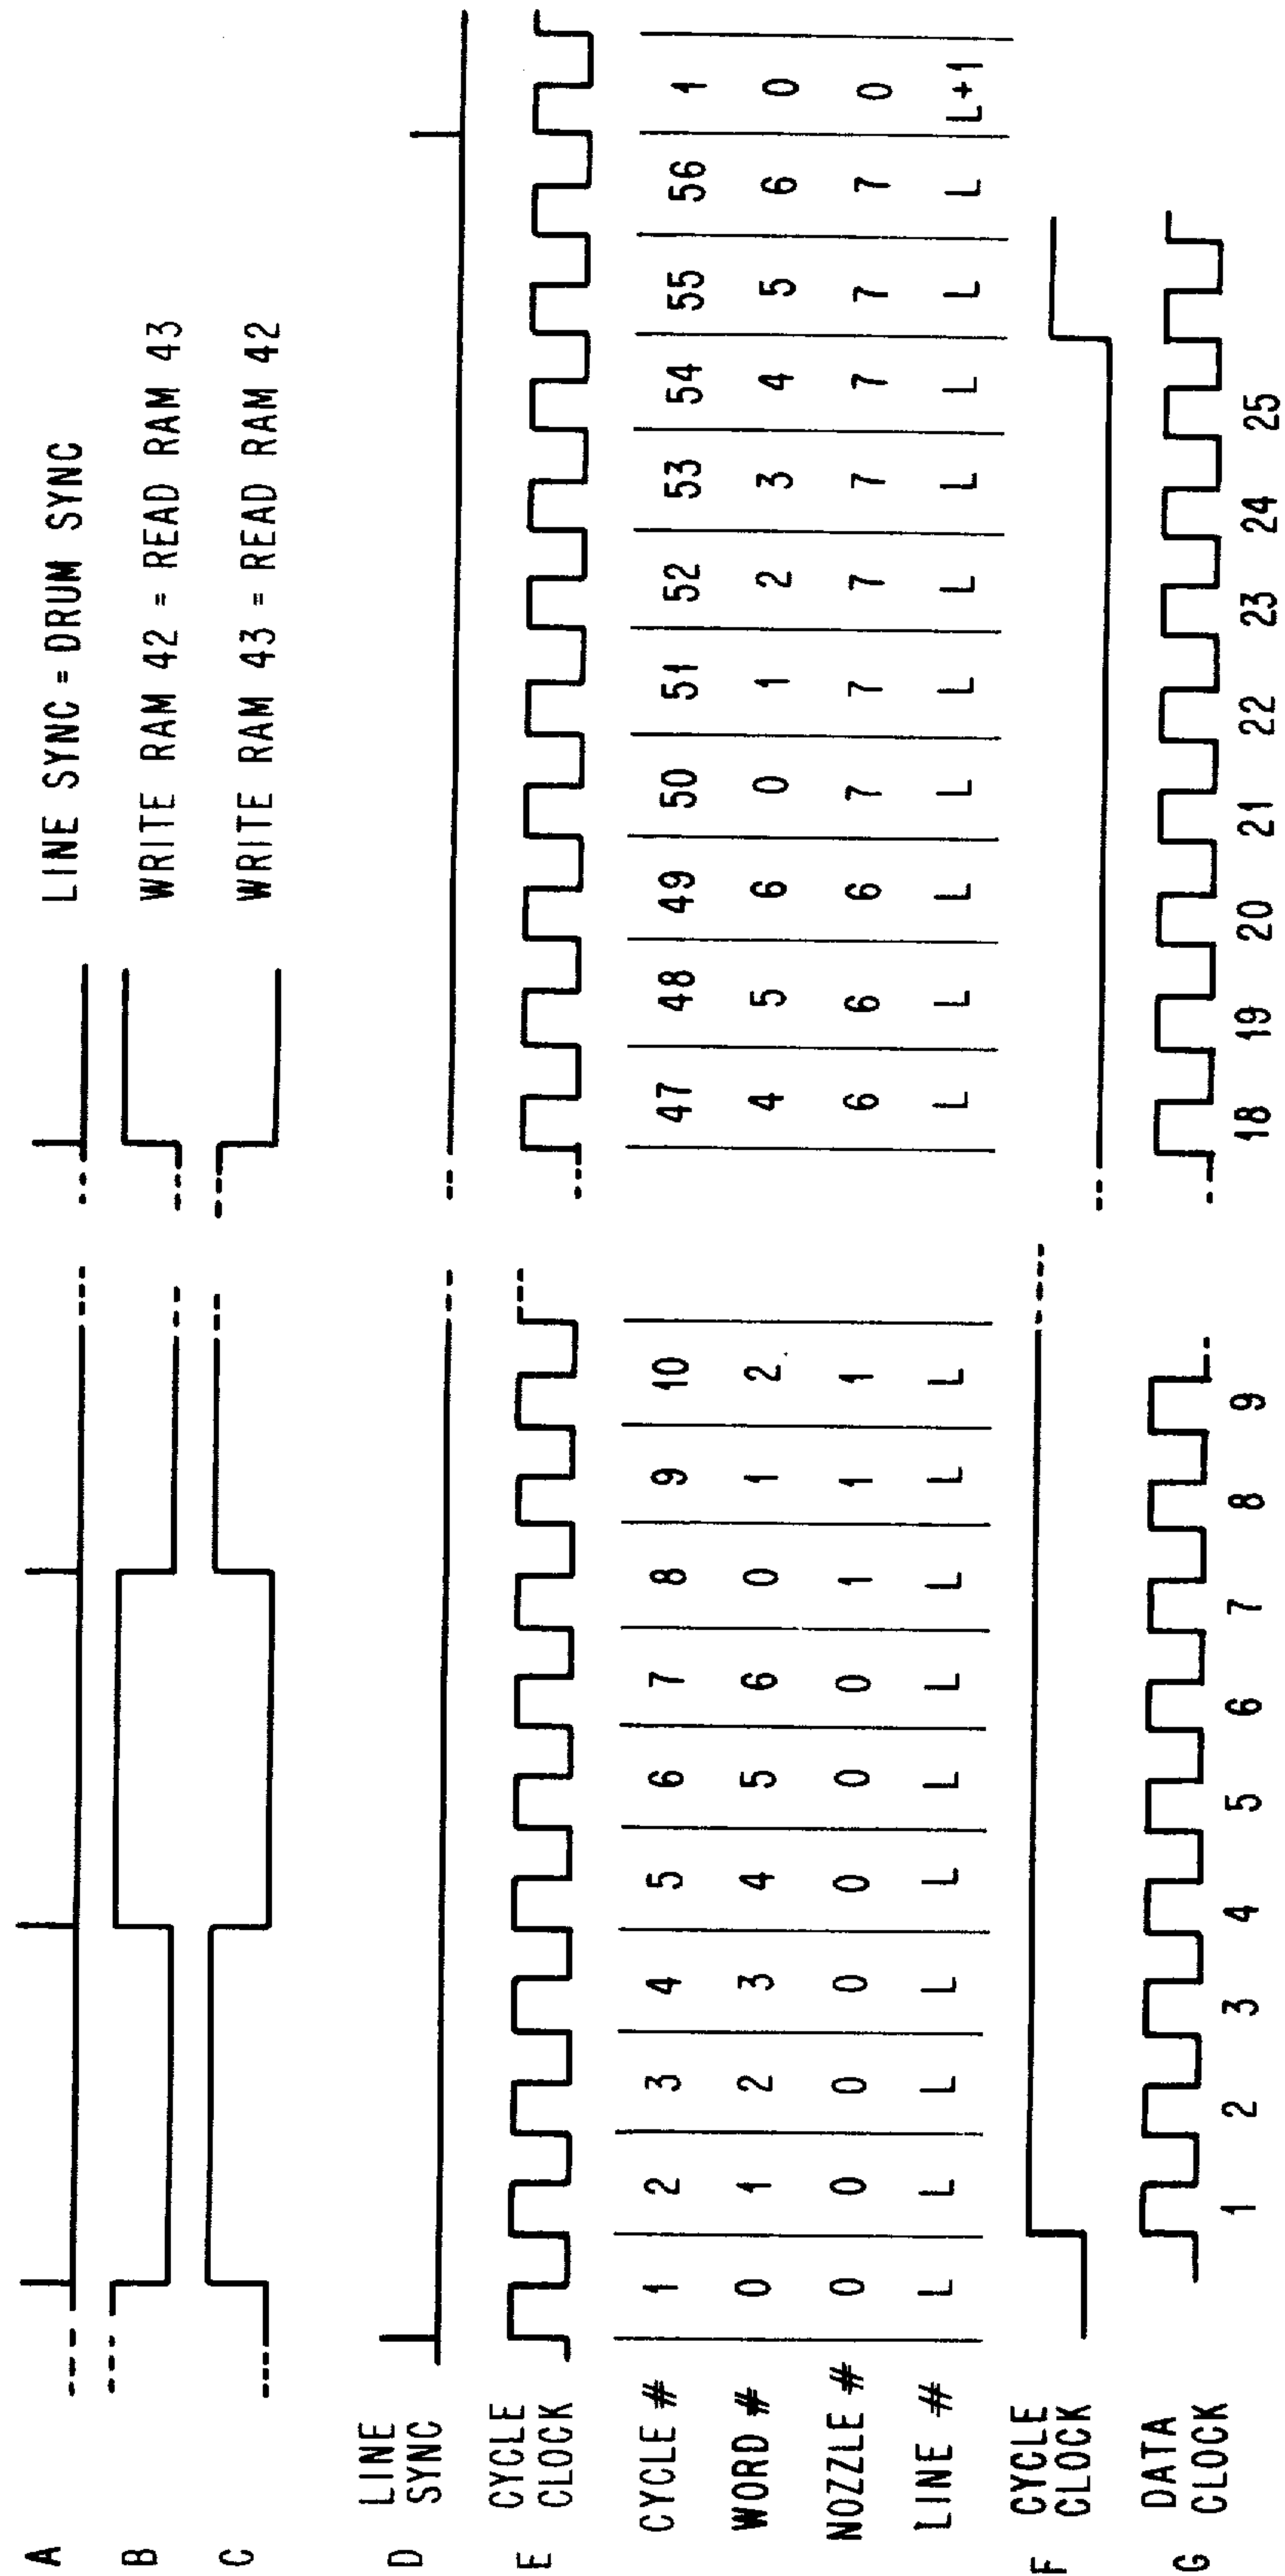 A LINE SYNC = DRUM SYNC
B WRITE RAM 42 = READ RAM 43
C WRITE RAM 43 = READ RAM 42
D LINE SYNC
E CYCLE CLOCK
CYCLE # 1 2 3 4 5 6 7 8 9 10 47 48 49 50 51 52 53 54 55 56 1
WORD # 0 1 2 3 4 5 6 0 1 2 4 5 6 0 1 2 3 4 5 6 0
NOZZLE # 0 0 0 0 0 0 0 1 1 1 6 6 6 7 7 7 7 7 7 7 0
LINE # L L L L L L L L L L L L L L L L L L L L L+1
F CYCLE CLOCK
G DATA CLOCK
1 2 3 4 5 6 7 8 9 18 19 20 21 22 23 24 25